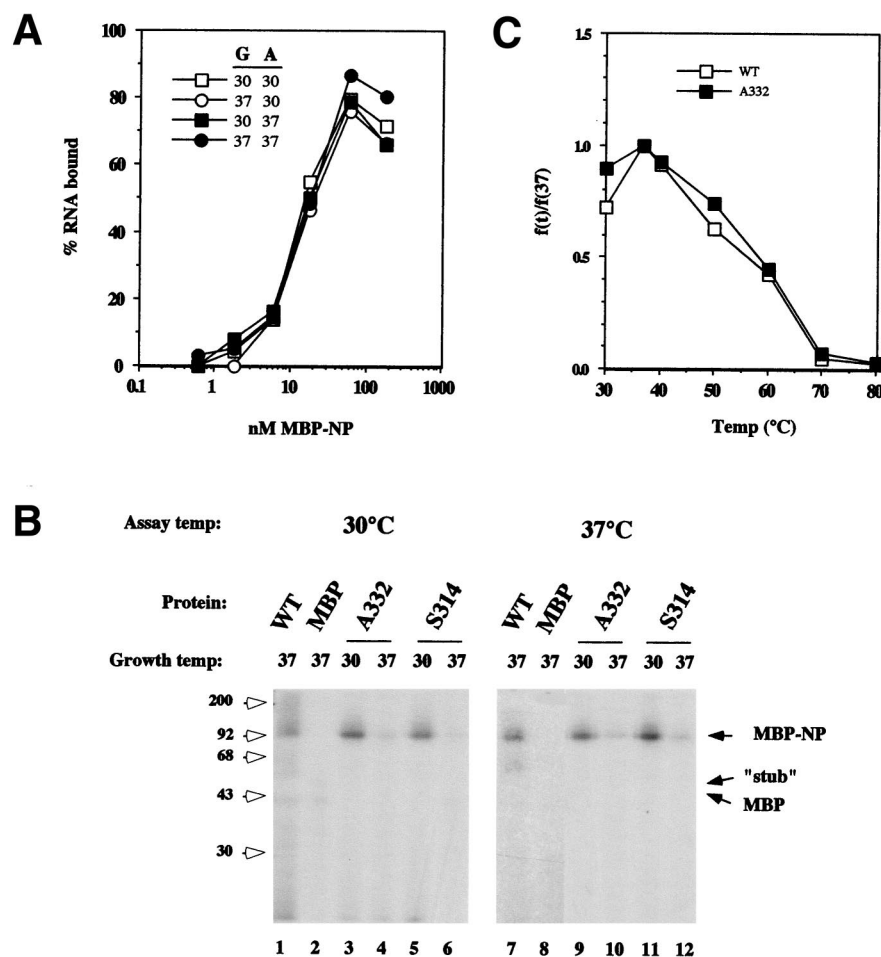 A
G A
30 30
37 30
30 37
37 37
% RNA bound
100
80
60
40
20
0
0.1 1 10 100 1000
nM MBP-NP
C
WT
A332
f(t)/f(37)
1.5
1.0
0.5
0.0
30 40 50 60 70 80
Temp (°C)
B
Assay temp: 30°C 37°C
Protein: WT MBP A332 S314 WT MBP A332 S314
Growth temp: 37 37 30 37 30 37 37 37 30 37 30 37
200
92
68
43
30
MBP-NP
"stub"
MBP
1 2 3 4 5 6 7 8 9 10 11 12